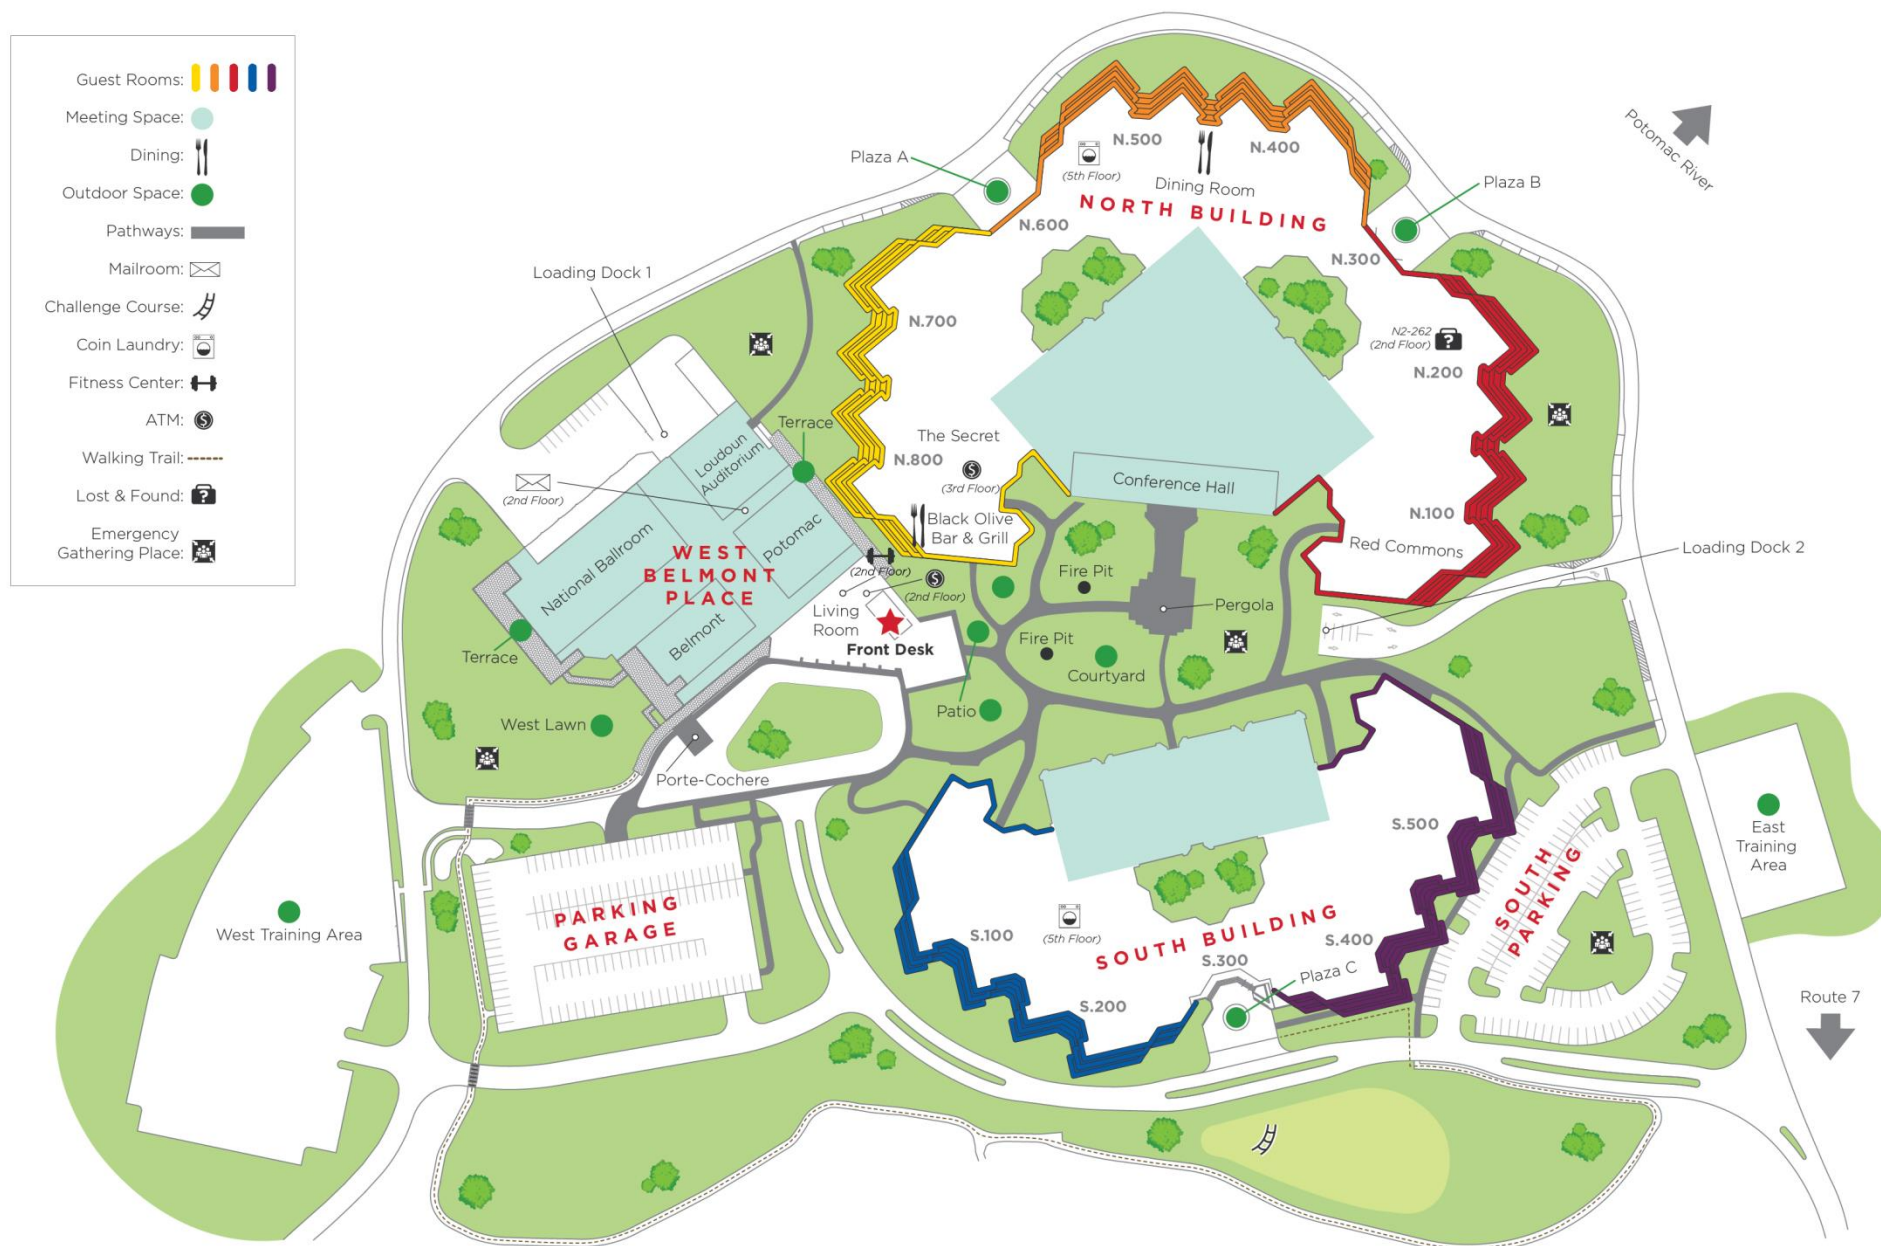 Guest Rooms:
Meeting Space:
Dining:
Outdoor Space:
Pathways:
Mailroom:
Challenge Course:
Coin Laundry:
Fitness Center:
ATM:
Walking Trail:
Lost & Found:
Emergency
Gathering Place:
Potomac River
Plaza A
Plaza B
N.500
N.400
(5th Floor)
Dining Room
NORTH BUILDING
N.600
N.300
N.700
N2-262
(2nd Floor)
N.200
Loading Dock 1
Terrace
The Secret
N.800
(3rd Floor)
Conference Hall
Black Olive
Bar & Grill
N.100
Red Commons
Loading Dock 2
Loudoun
Auditorium
(2nd Floor)
National Ballroom
Potomac
WEST
BELMONT
PLACE
Belmont
(2nd Floor)
(2nd Floor)
Living
Room
Front Desk
Fire Pit
Pergola
Fire Pit
Courtyard
Patio
Terrace
West Lawn
Porte-Cochere
S.500
East
Training
Area
SOUTH
PARKING
West Training Area
PARKING
GARAGE
S.100
(5th Floor)
SOUTH BUILDING
S.400
S.300
Plaza C
S.200
Route 7